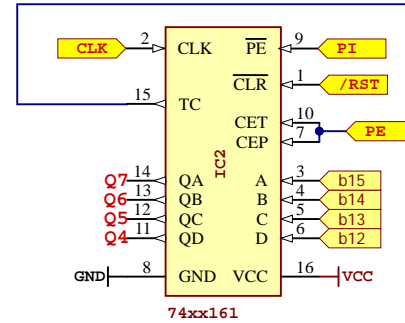 CLK 2 CLK PE 9 PI
CLR 1 /RST
15 TC
CET 10
CEP 7 PE
IC2
Q7 14 QA A 3 b15
Q6 13 QB B 4 b14
Q5 12 QC C 5 b13
Q4 11 QD D 6 b12
GND 8 GND VCC 16 VCC
74xx161